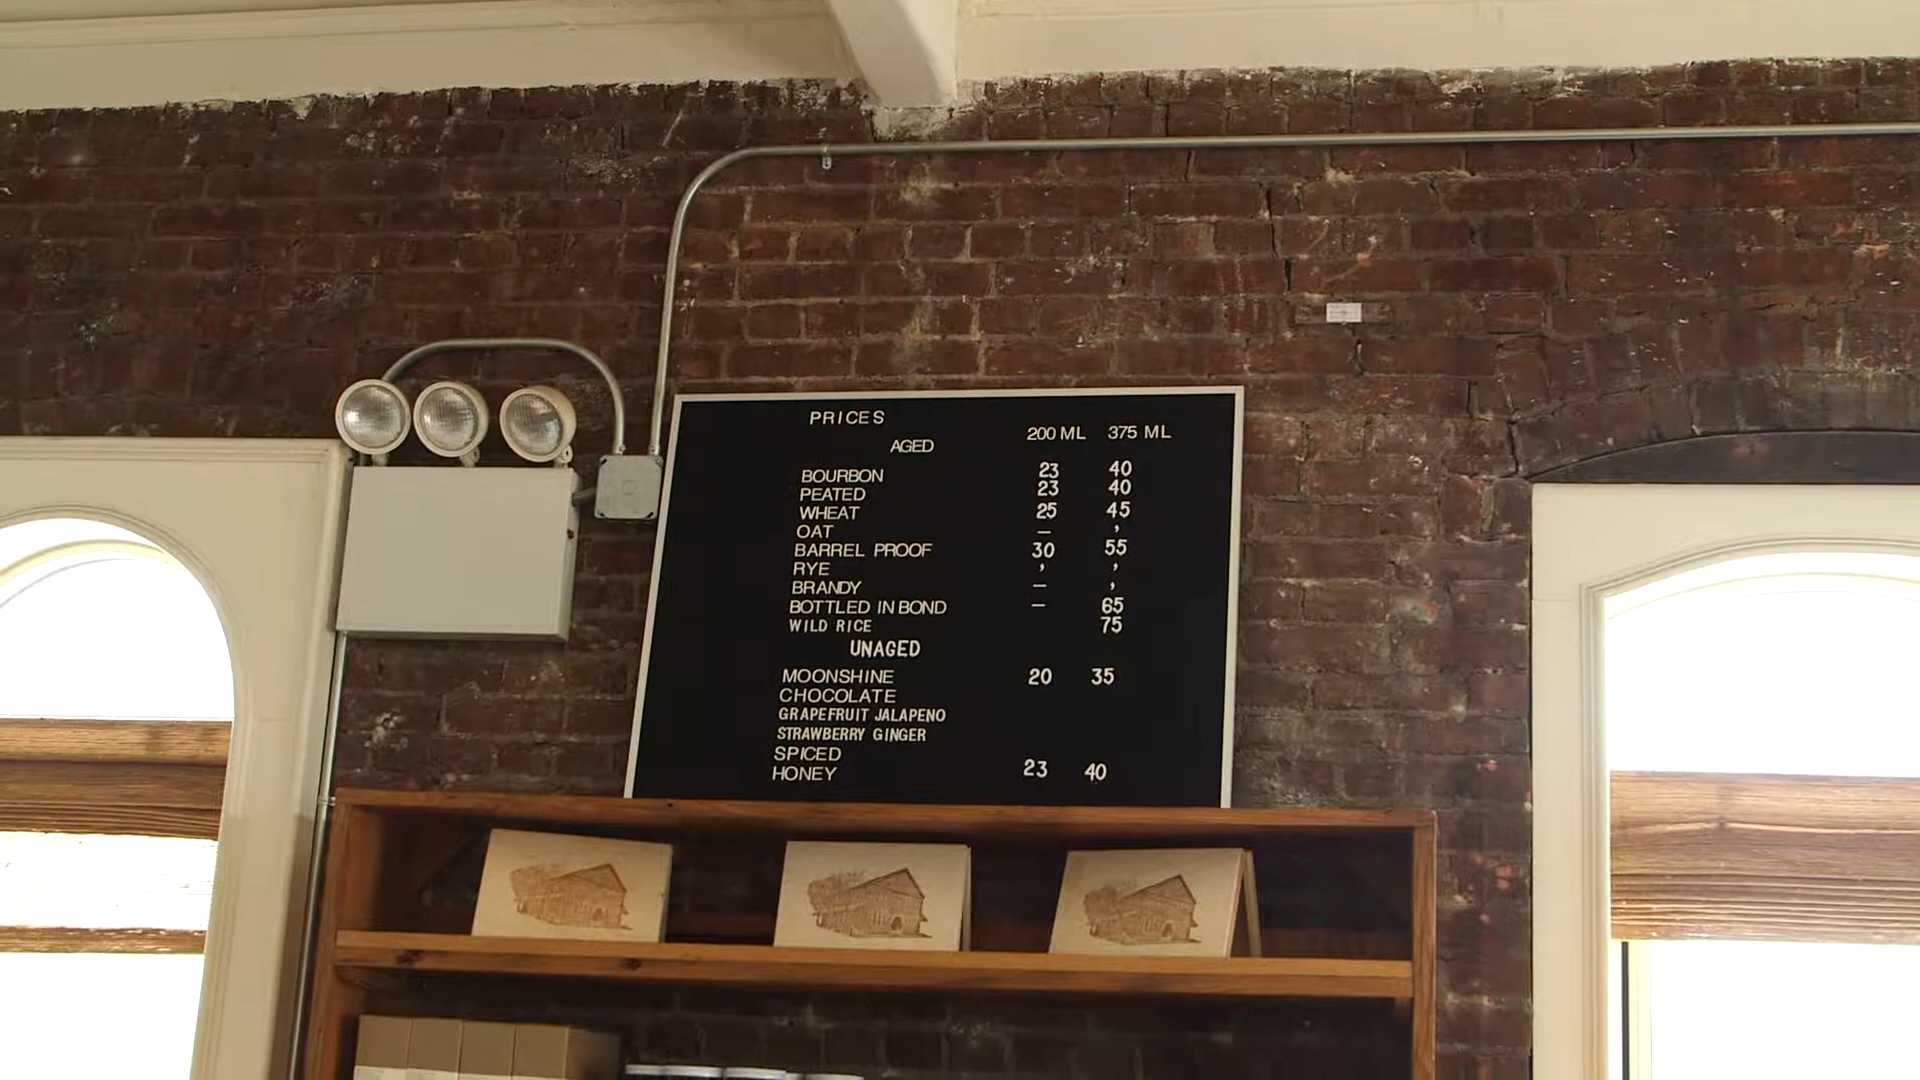 PRICES
AGED 200 ML 375 ML
BOURBON 23 40
PEATED 23 40
WHEAT 25 45
OAT — ,
BARREL PROOF 30 55
RYE , ,
BRANDY — ,
BOTTLED IN BOND — 65
WILD RICE 75
UNAGED
MOONSHINE 20 35
CHOCOLATE
GRAPEFRUIT JALAPENO
STRAWBERRY GINGER
SPICED
HONEY 23 40